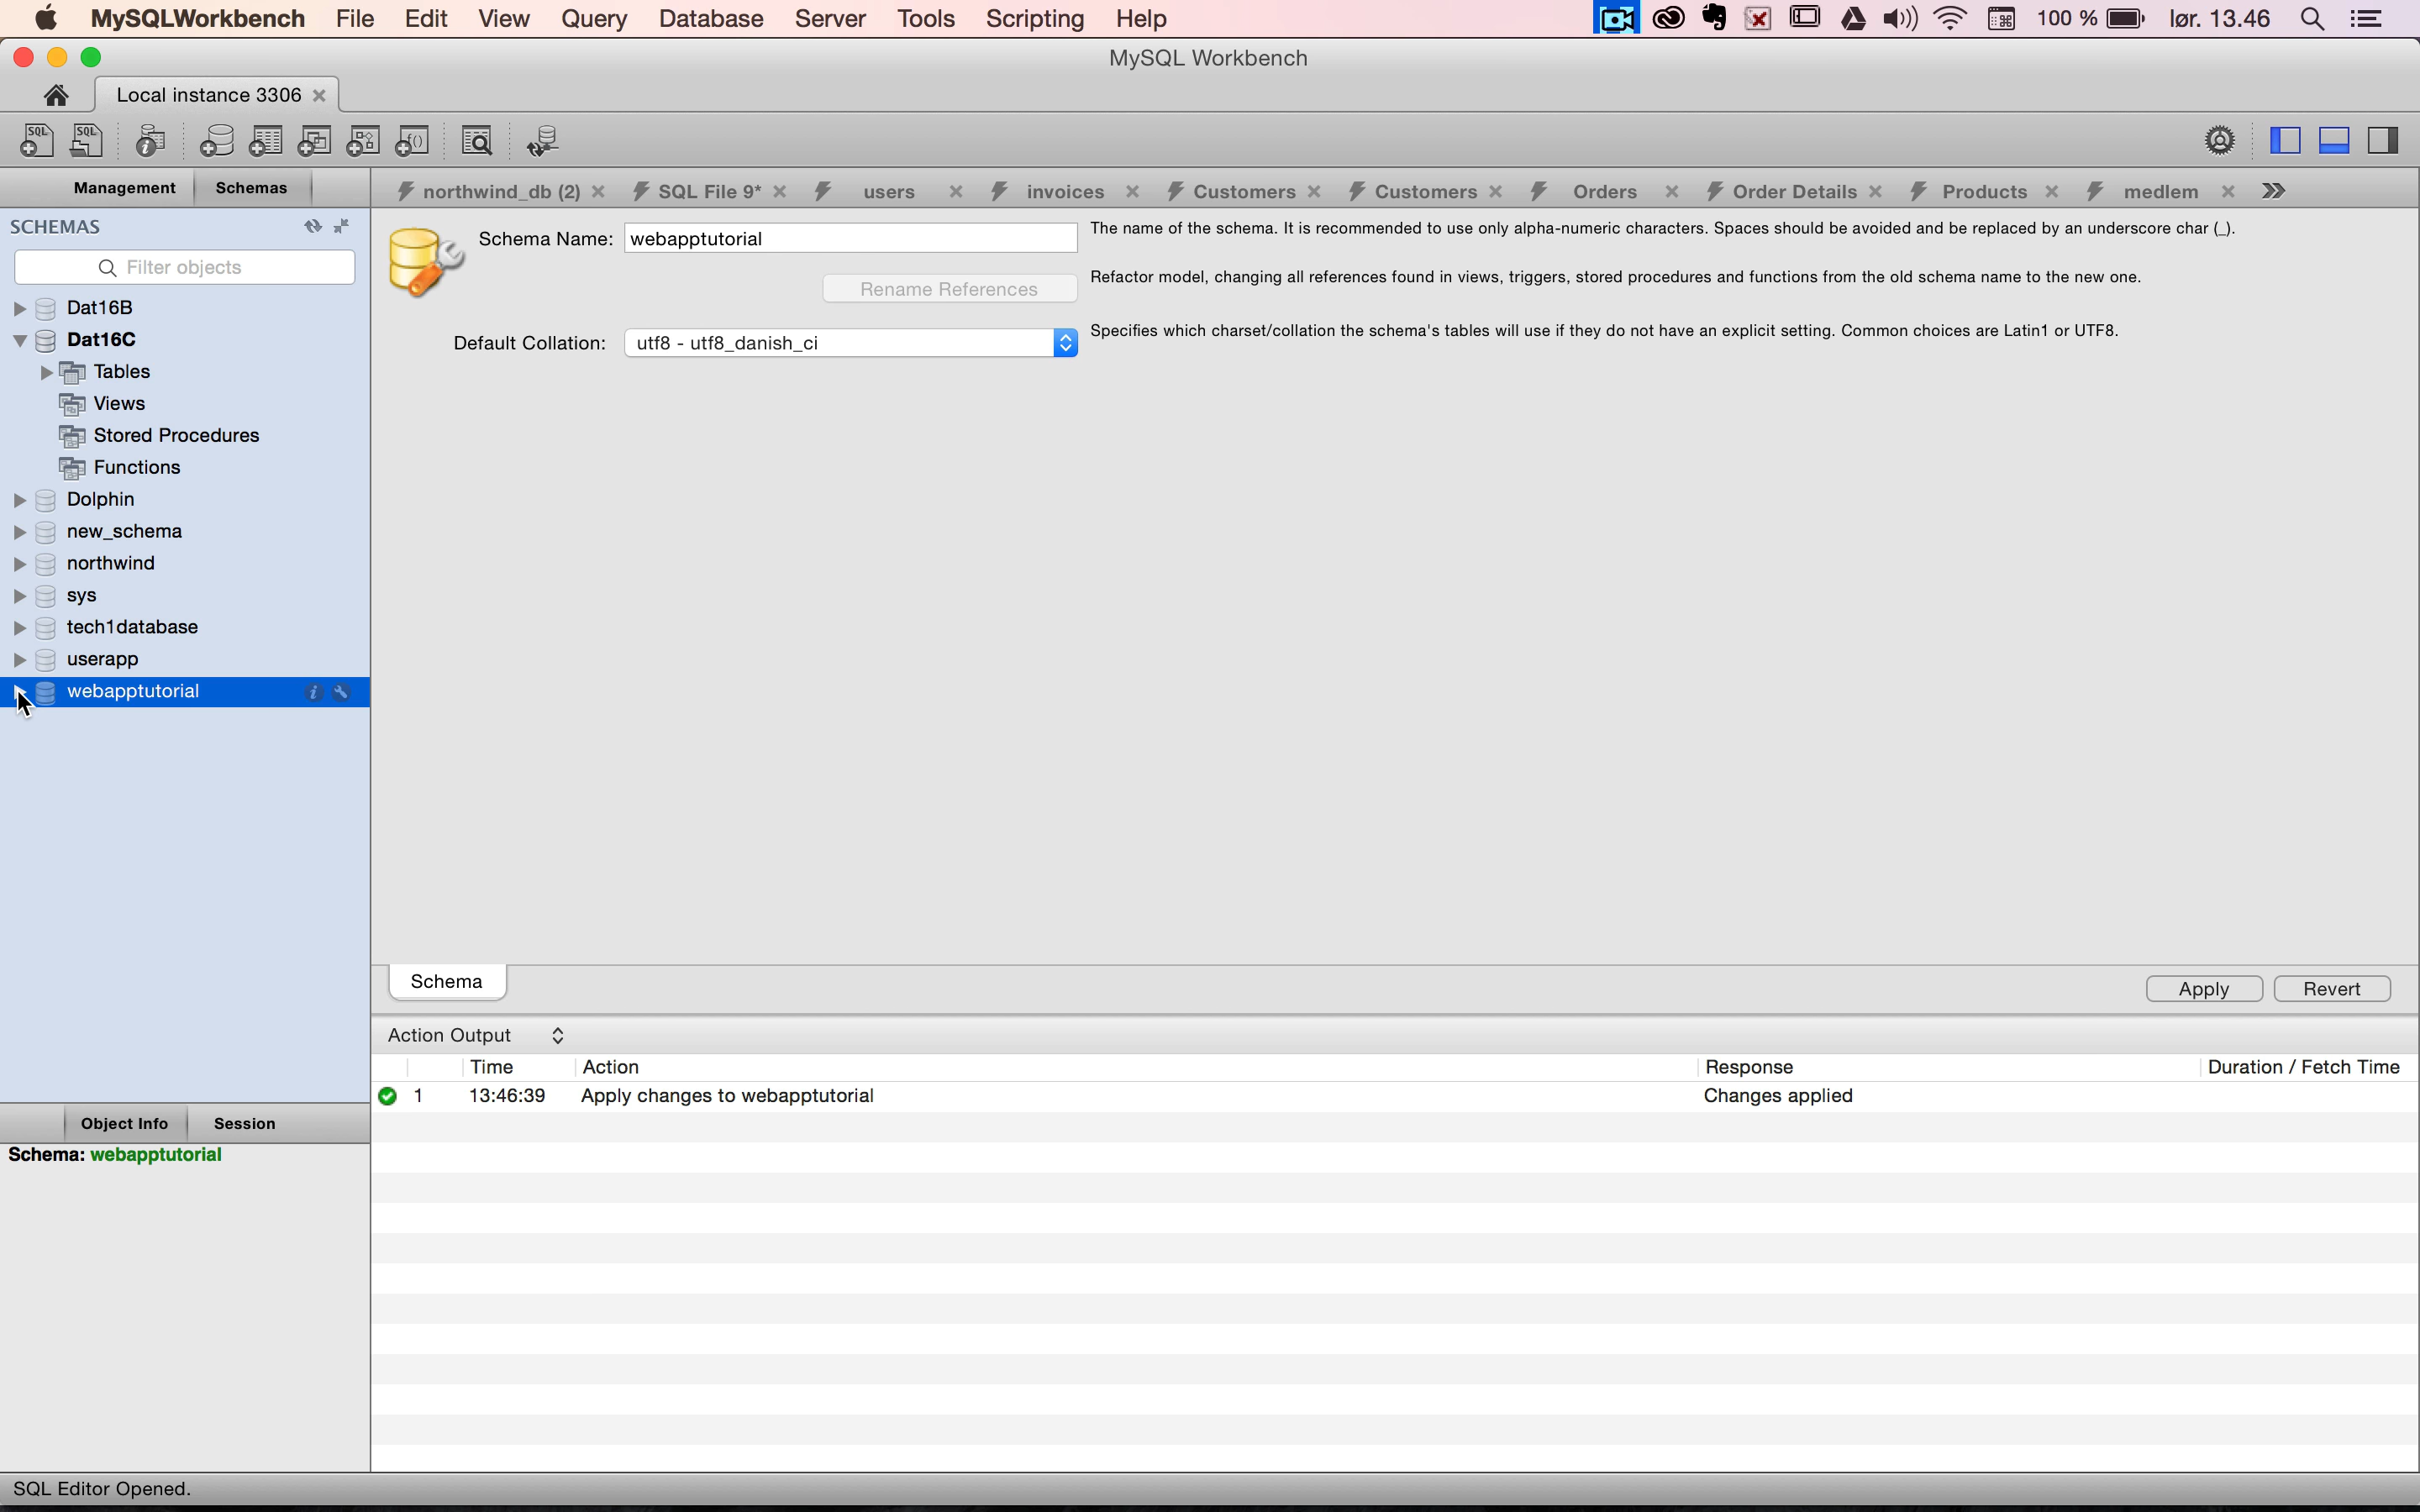 MySQLWorkbench File Edit View Query Database Server Tools Scripting Help 100 % lør. 13.46
MySQL Workbench
Local instance 3306
Management Schemas
northwind_db (2) SQL File 9* users invoices Customers Customers Orders Order Details Products medlem
SCHEMAS
Filter objects
Dat16B
Dat16C
Tables
Views
Stored Procedures
Functions
Dolphin
new_schema
northwind
sys
tech1database
userapp
webapptutorial
Schema Name: webapptutorial The name of the schema. It is recommended to use only alpha-numeric characters. Spaces should be avoided and be replaced by an underscore char (_).
Rename References Refactor model, changing all references found in views, triggers, stored procedures and functions from the old schema name to the new one.
Default Collation: utf8 - utf8_danish_ci Specifies which charset/collation the schema's tables will use if they do not have an explicit setting. Common choices are Latin1 or UTF8.
Schema Apply Revert
Action Output
Time Action Response Duration / Fetch Time
1 13:46:39 Apply changes to webapptutorial Changes applied
Object Info Session
Schema: webapptutorial
SQL Editor Opened.